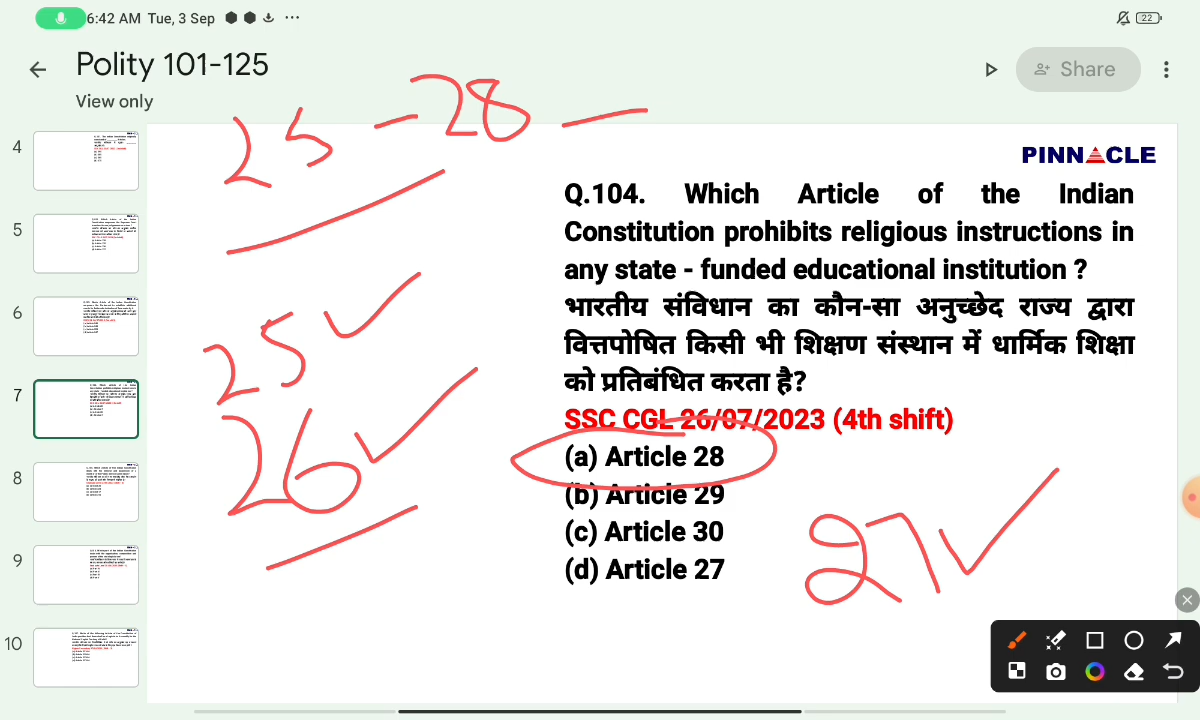 6:42 AM Tue, 3 Sep
22
Polity 101-125
Share
View only
25 - 28 -
4
PINNACLE
Q.104. Which Article of the Indian
Constitution prohibits religious instructions in
any state - funded educational institution ?
भारतीय संविधान का कौन-सा अनुच्छेद राज्य द्वारा
वित्तपोषित किसी भी शिक्षण संस्थान में धार्मिक शिक्षा
को प्रतिबंधित करता है?
SSC CGL 26/07/2023 (4th shift)
(a) Article 28
(b) Article 29
(c) Article 30
(d) Article 27
25
26
27
5
6
7
8
9
10